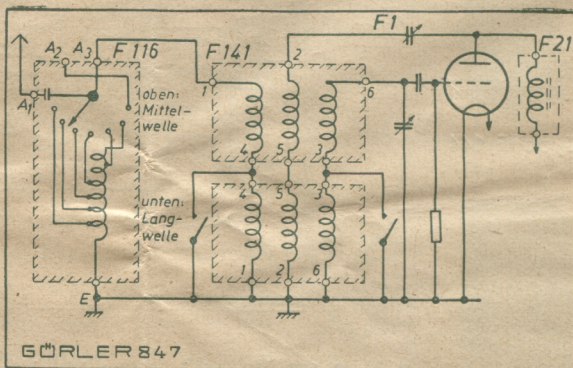 F1
A2 A3 F116 F141 2 F21
A1 1 6
oben:
Mittel-
welle
4 5 3
unten:
Lang-
welle
4 5 3
1 2 6
E
GÖRLER 847